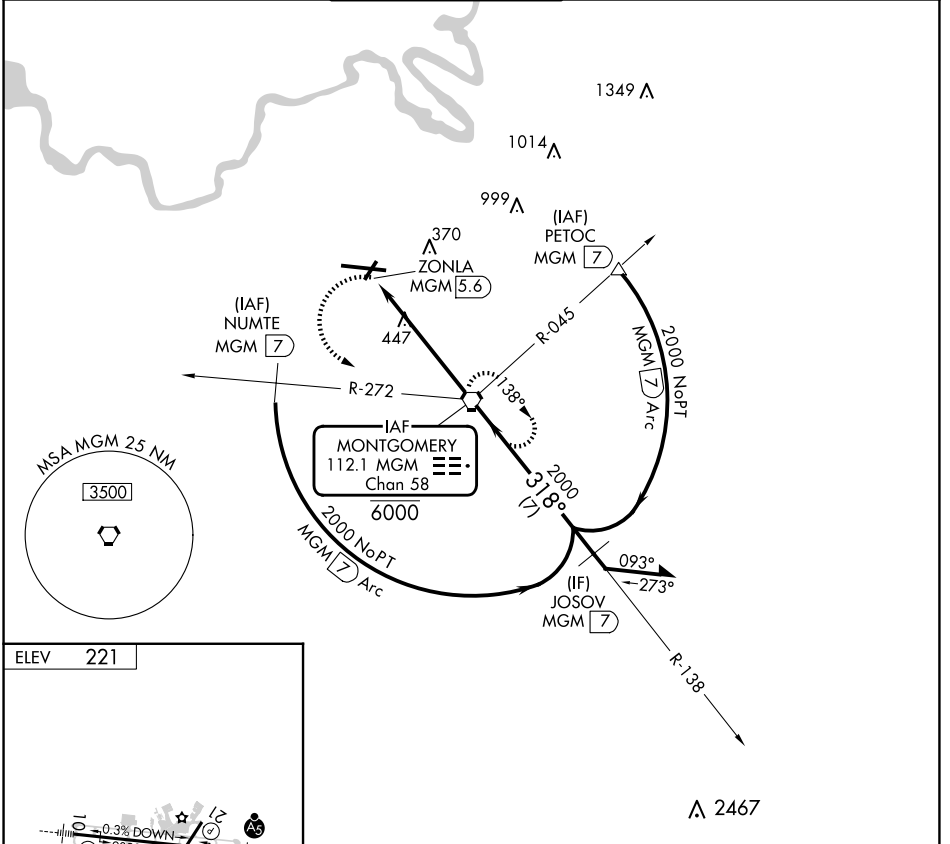 1349
1014
999
(IAF)
PETOC
MGM 7
370
ZONLA
MGM 5.6
(IAF)
NUMTE
MGM 7
447
R-045
2000 NoPT
MGM 7 Arc
R-272
138°
IAF
MONTGOMERY
112.1 MGM
Chan 58
6000
2000
318°
(7)
MSA MGM 25 NM
3500
2000 NoPT
MGM 7 Arc
093°
273°
(IF)
JOSOV
MGM 7
R-138
ELEV 221
2467
10
0.3% DOWN
21
P
A5